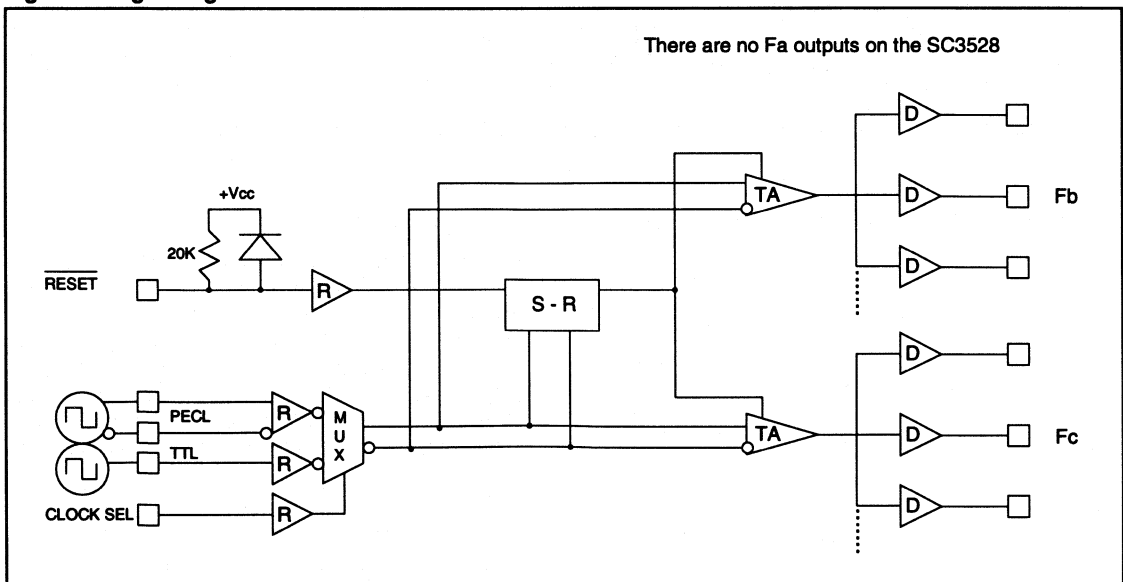 There are no Fa outputs on the SC3528
D
+Vcc
TA
D
Fb
20K
D
RESET
R
S - R
D
PECL
R
MUX
TA
D
Fc
TTL
R
CLOCK SEL
R
D